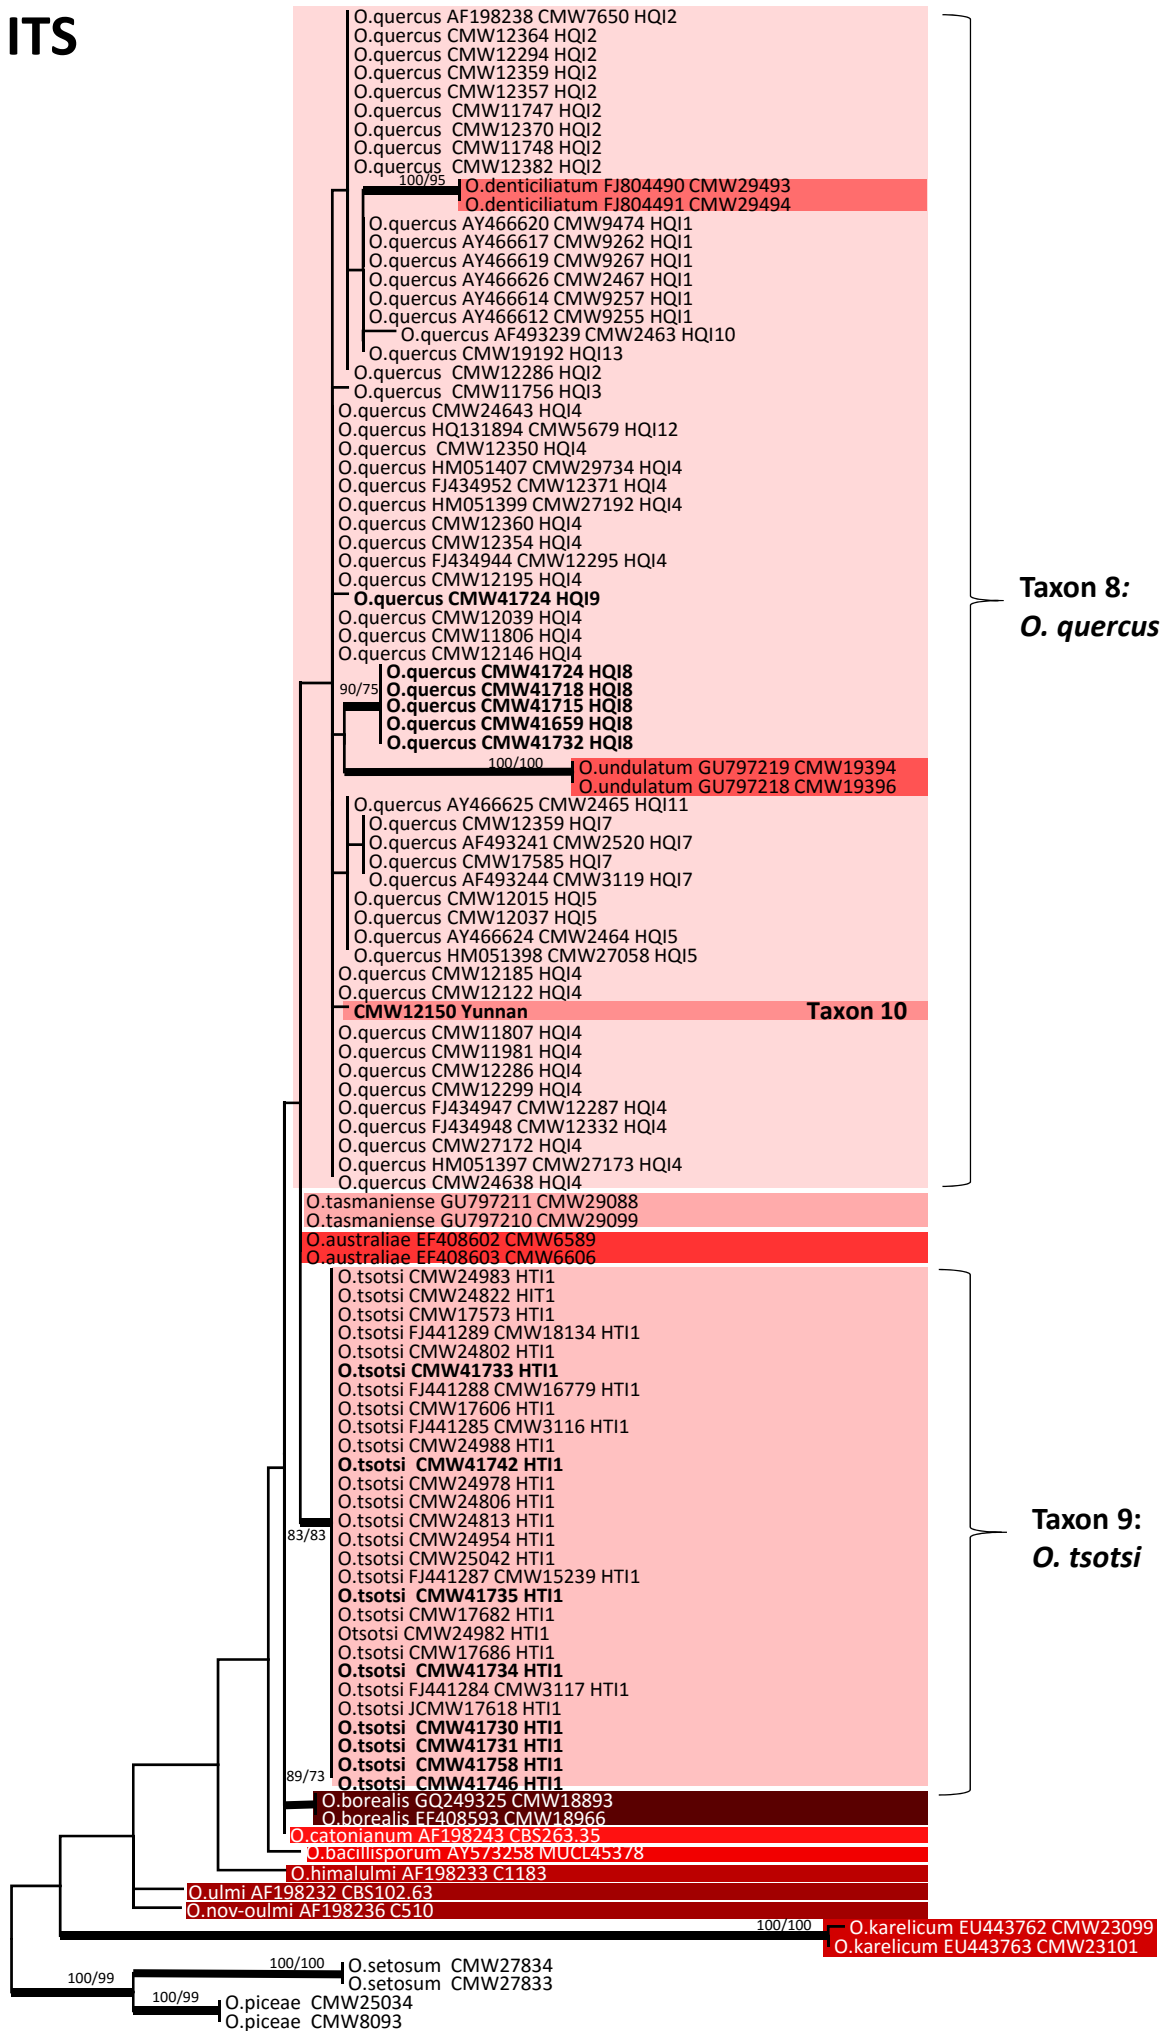 ITS
O.quercus AF198238 CMW7650 HQI2
O.quercus CMW12364 HQI2
O.quercus CMW12294 HQI2
O.quercus CMW12359 HQI2
O.quercus CMW12357 HQI2
O.quercus CMW11747 HQI2
O.quercus CMW12370 HQI2
O.quercus CMW11748 HQI2
O.quercus CMW12382 HQI2
100/95
O.denticiliatum FJ804490 CMW29493
O.denticiliatum FJ804491 CMW29494
O.quercus AY466620 CMW9474 HQI1
O.quercus AY466617 CMW9262 HQI1
O.quercus AY466619 CMW9267 HQI1
O.quercus AY466626 CMW2467 HQI1
O.quercus AY466614 CMW9257 HQI1
O.quercus AY466612 CMW9255 HQI1
O.quercus AF493239 CMW2463 HQI10
O.quercus CMW19192 HQI13
O.quercus CMW12286 HQI2
O.quercus CMW11756 HQI3
O.quercus CMW24643 HQI4
O.quercus HQ131894 CMW5679 HQI12
O.quercus CMW12350 HQI4
O.quercus HM051407 CMW29734 HQI4
O.quercus FJ434952 CMW12371 HQI4
O.quercus HM051399 CMW27192 HQI4
O.quercus CMW12360 HQI4
O.quercus CMW12354 HQI4
O.quercus FJ434944 CMW12295 HQI4
O.quercus CMW12195 HQI4
O.quercus CMW41724 HQI9
Taxon 8:
O. quercus
O.quercus CMW12039 HQI4
O.quercus CMW11806 HQI4
O.quercus CMW12146 HQI4
O.quercus CMW41724 HQI8
90/75
O.quercus CMW41718 HQI8
O.quercus CMW41715 HQI8
O.quercus CMW41659 HQI8
O.quercus CMW41732 HQI8
100/100
O.undulatum GU797219 CMW19394
O.undulatum GU797218 CMW19396
O.quercus AY466625 CMW2465 HQI11
O.quercus CMW12359 HQI7
O.quercus AF493241 CMW2520 HQI7
O.quercus CMW17585 HQI7
O.quercus AF493244 CMW3119 HQI7
O.quercus CMW12015 HQI5
O.quercus CMW12037 HQI5
O.quercus AY466624 CMW2464 HQI5
O.quercus HM051398 CMW27058 HQI5
O.quercus CMW12185 HQI4
O.quercus CMW12122 HQI4
CMW12150 Yunnan Taxon 10
O.quercus CMW11807 HQI4
O.quercus CMW11981 HQI4
O.quercus CMW12286 HQI4
O.quercus CMW12299 HQI4
O.quercus FJ434947 CMW12287 HQI4
O.quercus FJ434948 CMW12332 HQI4
O.quercus CMW27172 HQI4
O.quercus HM051397 CMW27173 HQI4
O.quercus CMW24638 HQI4
O.tasmaniense GU797211 CMW29088
O.tasmaniense GU797210 CMW29099
O.australiae EF408602 CMW6589
O.australiae EF408603 CMW6606
O.tsotsi CMW24983 HTI1
O.tsotsi CMW24822 HIT1
O.tsotsi CMW17573 HTI1
O.tsotsi FJ441289 CMW18134 HTI1
O.tsotsi CMW24802 HTI1
O.tsotsi CMW41733 HTI1
O.tsotsi FJ441288 CMW16779 HTI1
O.tsotsi CMW17606 HTI1
O.tsotsi FJ441285 CMW3116 HTI1
O.tsotsi CMW24988 HTI1
O.tsotsi CMW41742 HTI1
O.tsotsi CMW24978 HTI1
O.tsotsi CMW24806 HTI1
O.tsotsi CMW24813 HTI1
83/83
Taxon 9:
O. tsotsi
O.tsotsi CMW24954 HTI1
O.tsotsi CMW25042 HTI1
O.tsotsi FJ441287 CMW15239 HTI1
O.tsotsi CMW41735 HTI1
O.tsotsi CMW17682 HTI1
Otsotsi CMW24982 HTI1
O.tsotsi CMW17686 HTI1
O.tsotsi CMW41734 HTI1
O.tsotsi FJ441284 CMW3117 HTI1
O.tsotsi JCMW17618 HTI1
O.tsotsi CMW41730 HTI1
O.tsotsi CMW41731 HTI1
O.tsotsi CMW41758 HTI1
89/73
O.tsotsi CMW41746 HTI1
O.borealis GQ249325 CMW18893
O.borealis EF408593 CMW18966
O.catonianum AF198243 CBS263.35
O.bacillisporum AY573258 MUCL45378
O.himalulmi AF198233 C1183
O.ulmi AF198232 CBS102.63
O.nov-oulmi AF198236 C510
100/100
O.karelicum EU443762 CMW23099
O.karelicum EU443763 CMW23101
100/100
O.setosum CMW27834
100/99
O.setosum CMW27833
100/99
O.piceae CMW25034
O.piceae CMW8093